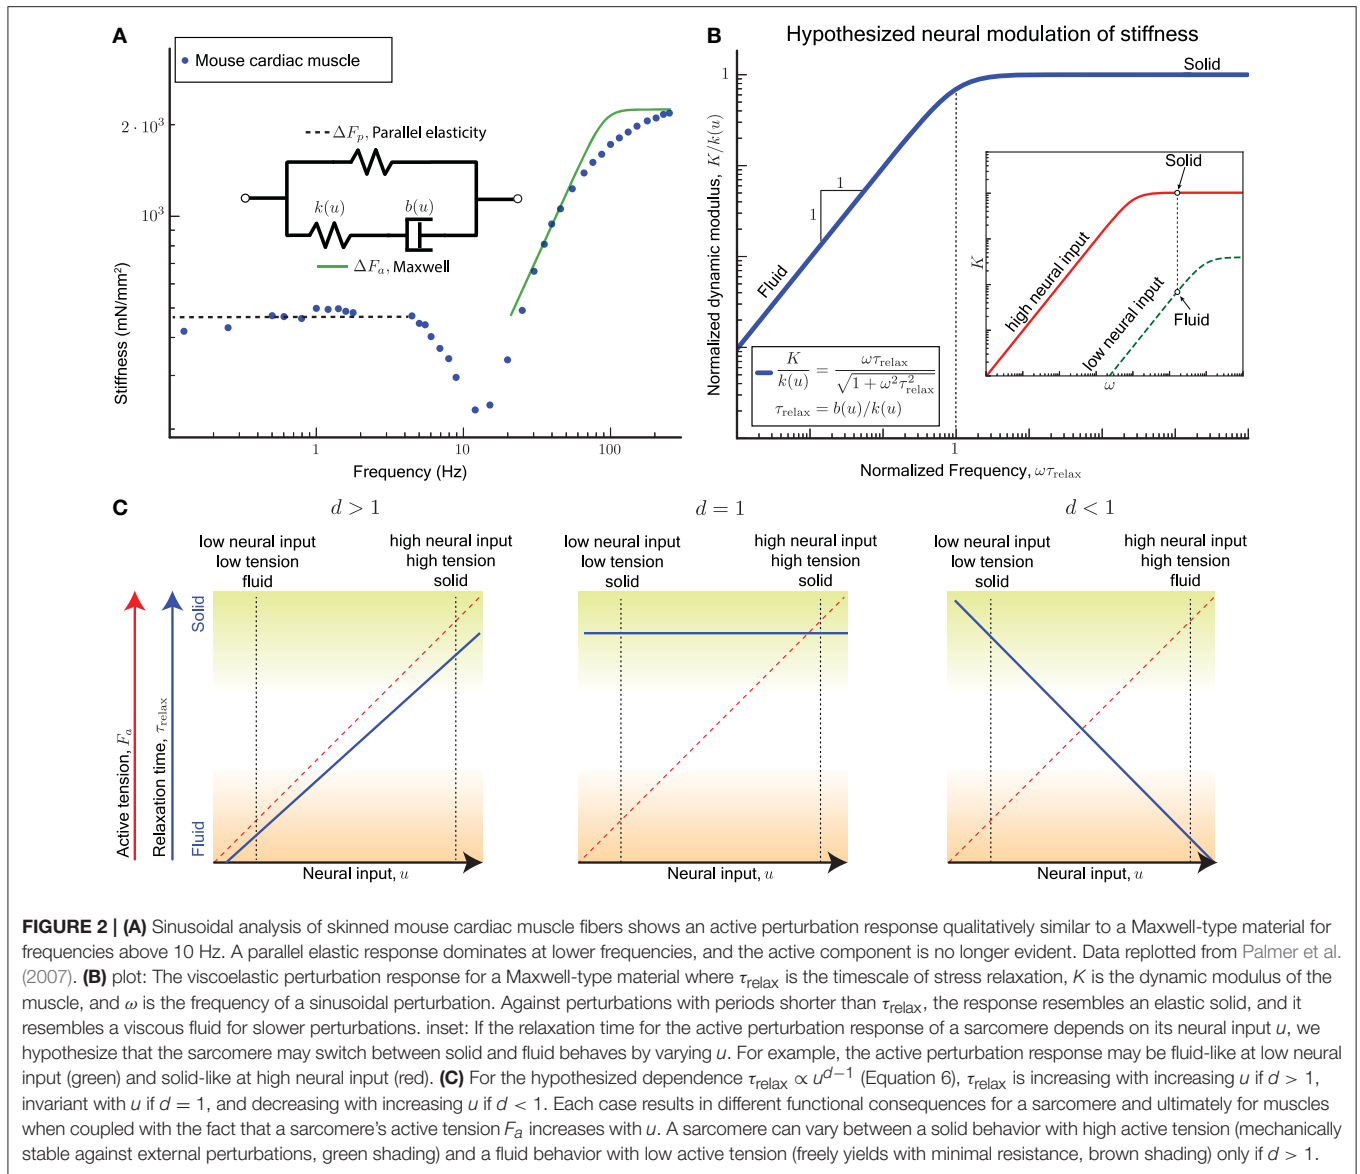 A
Mouse cardiac muscle
2 · 10³
10³
Stiffness (mN/mm²)
ΔFₚ, Parallel elasticity
k(u)
b(u)
ΔFₐ, Maxwell
1
10
100
Frequency (Hz)
B
Hypothesized neural modulation of stiffness
Solid
1
Normalized dynamic modulus, K/k(u)
1
1
Fluid
K/k(u) = ωτrelax/√(1 + ω²τ²relax)
τrelax = b(u)/k(u)
1
Normalized Frequency, ωτrelax
Solid
high neural input
low neural input
Fluid
K
ω
C
d > 1
d = 1
d < 1
low neural input
low tension
fluid
high neural input
high tension
solid
low neural input
low tension
solid
high neural input
high tension
solid
low neural input
low tension
solid
high neural input
high tension
fluid
Active tension, Fₐ
Relaxation time, τrelax
Solid
Fluid
Neural input, u
Neural input, u
Neural input, u
FIGURE 2 | (A) Sinusoidal analysis of skinned mouse cardiac muscle fibers shows an active perturbation response qualitatively similar to a Maxwell-type material for
frequencies above 10 Hz. A parallel elastic response dominates at lower frequencies, and the active component is no longer evident. Data replotted from Palmer et al.
(2007). (B) plot: The viscoelastic perturbation response for a Maxwell-type material where τrelax is the timescale of stress relaxation, K is the dynamic modulus of the
muscle, and ω is the frequency of a sinusoidal perturbation. Against perturbations with periods shorter than τrelax, the response resembles an elastic solid, and it
resembles a viscous fluid for slower perturbations. inset: If the relaxation time for the active perturbation response of a sarcomere depends on its neural input u, we
hypothesize that the sarcomere may switch between solid and fluid behaves by varying u. For example, the active perturbation response may be fluid-like at low neural
input (green) and solid-like at high neural input (red). (C) For the hypothesized dependence τrelax ∝ u^{d−1} (Equation 6), τrelax is increasing with increasing u if d > 1,
invariant with u if d = 1, and decreasing with increasing u if d < 1. Each case results in different functional consequences for a sarcomere and ultimately for muscles
when coupled with the fact that a sarcomere's active tension Fₐ increases with u. A sarcomere can vary between a solid behavior with high active tension (mechanically
stable against external perturbations, green shading) and a fluid behavior with low active tension (freely yields with minimal resistance, brown shading) only if d > 1.